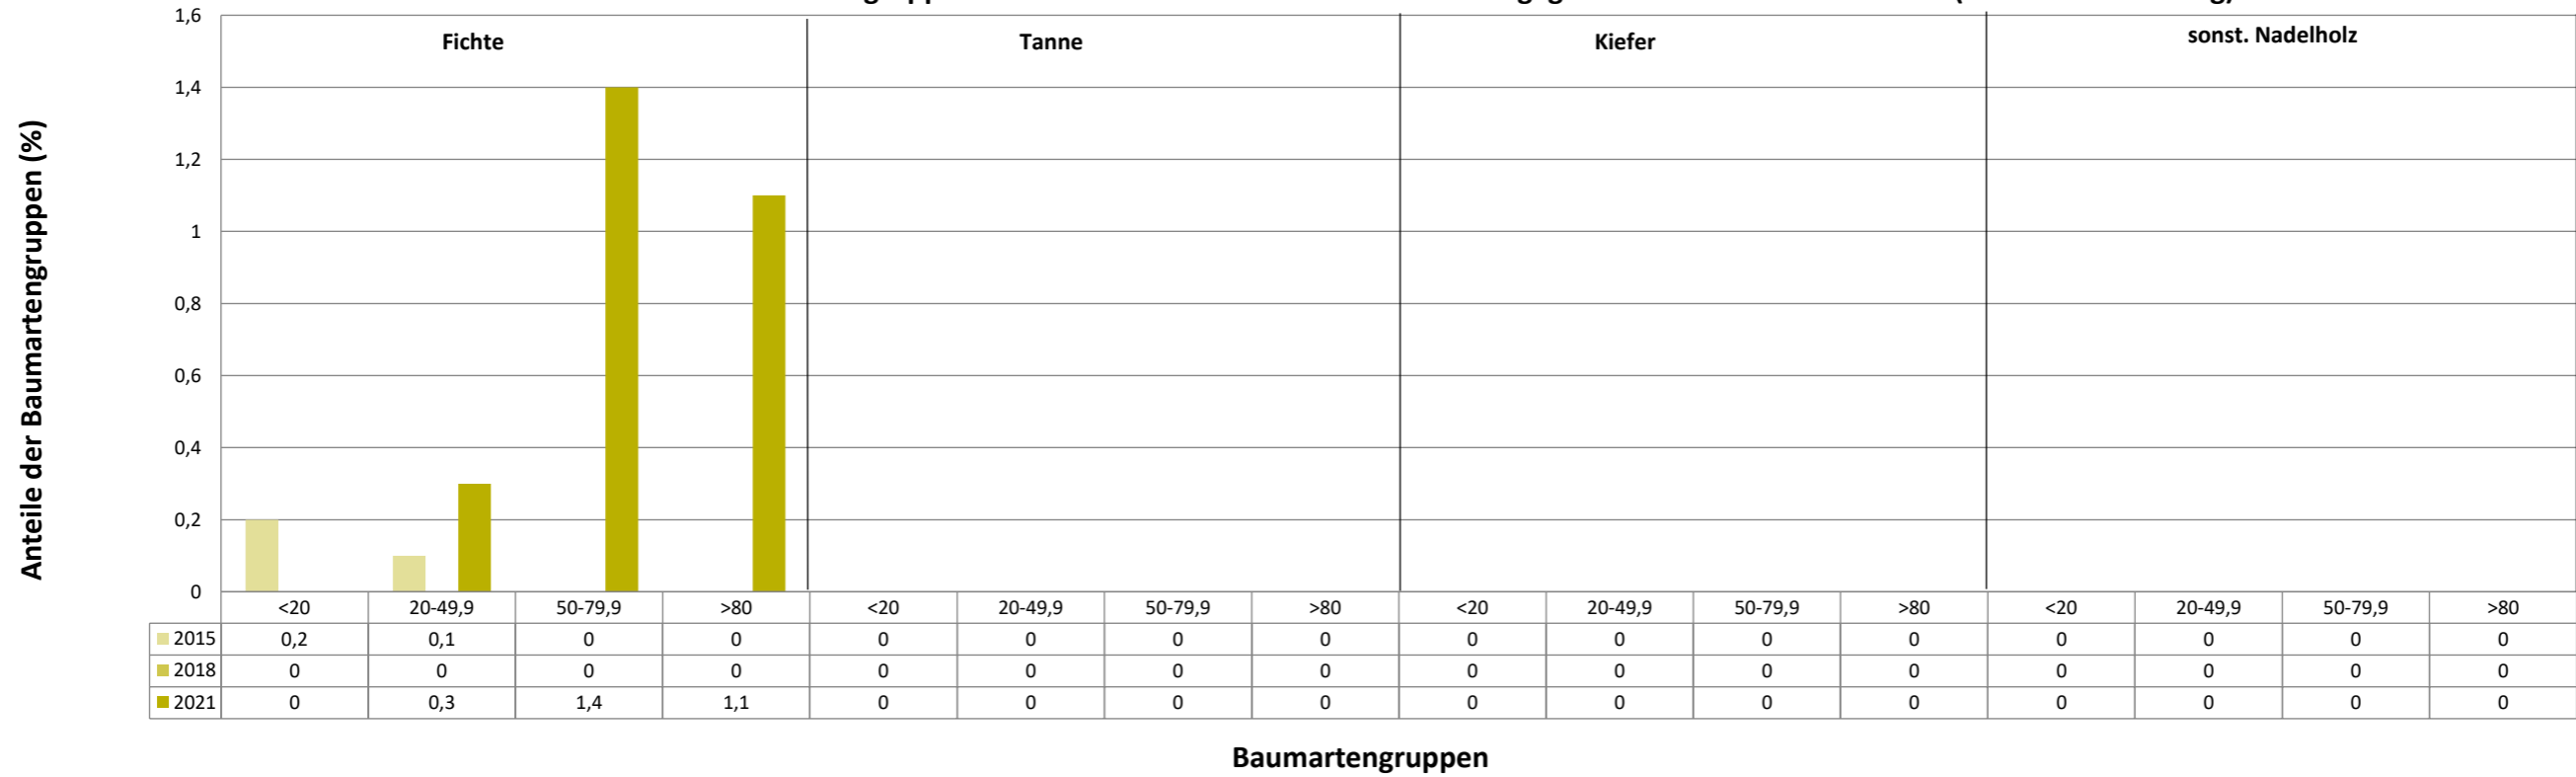 1,6
Fichte Tanne Kiefer sonst. Nadelholz
1,4
1,2
1
0,8
0,6
0,4
0,2
0
Anteile der Baumartengruppen (%)
<20 20-49,9 50-79,9 >80 <20 20-49,9 50-79,9 >80 <20 20-49,9 50-79,9 >80 <20 20-49,9 50-79,9 >80
2015 0,2 0,1 0 0 0 0 0 0 0 0 0 0 0 0 0 0
2018 0 0 0 0 0 0 0 0 0 0 0 0 0 0 0 0
2021 0 0,3 1,4 1,1 0 0 0 0 0 0 0 0 0 0 0 0
Baumartengruppen